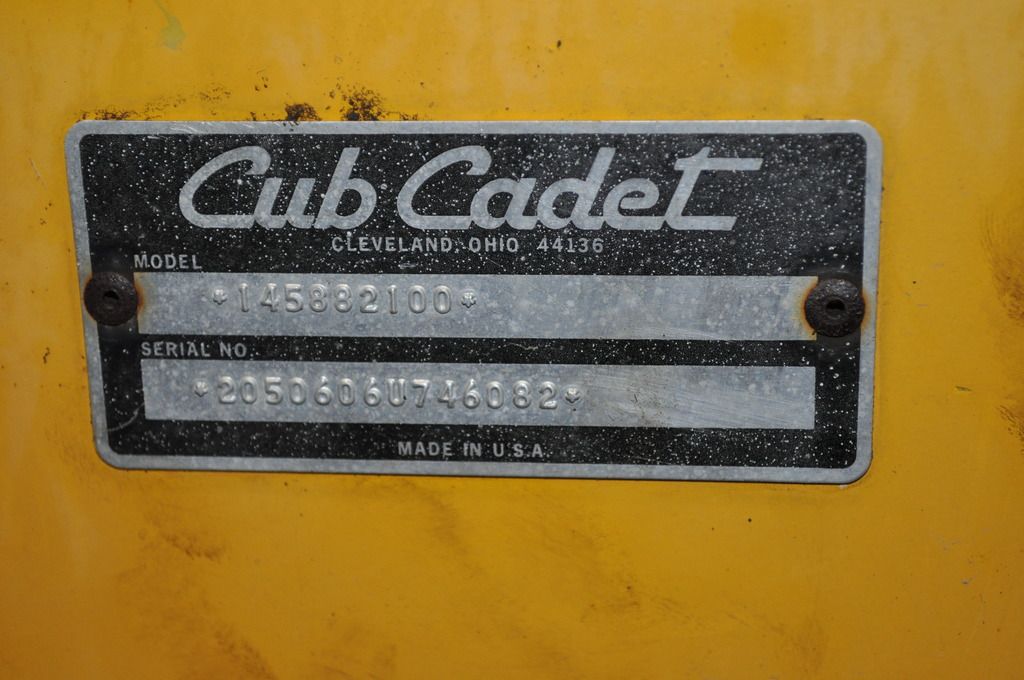 Cub Cadet
CLEVELAND, OHIO 44136
MODEL
*145882100*
SERIAL NO.
*2050606U746082*
MADE IN U.S.A.